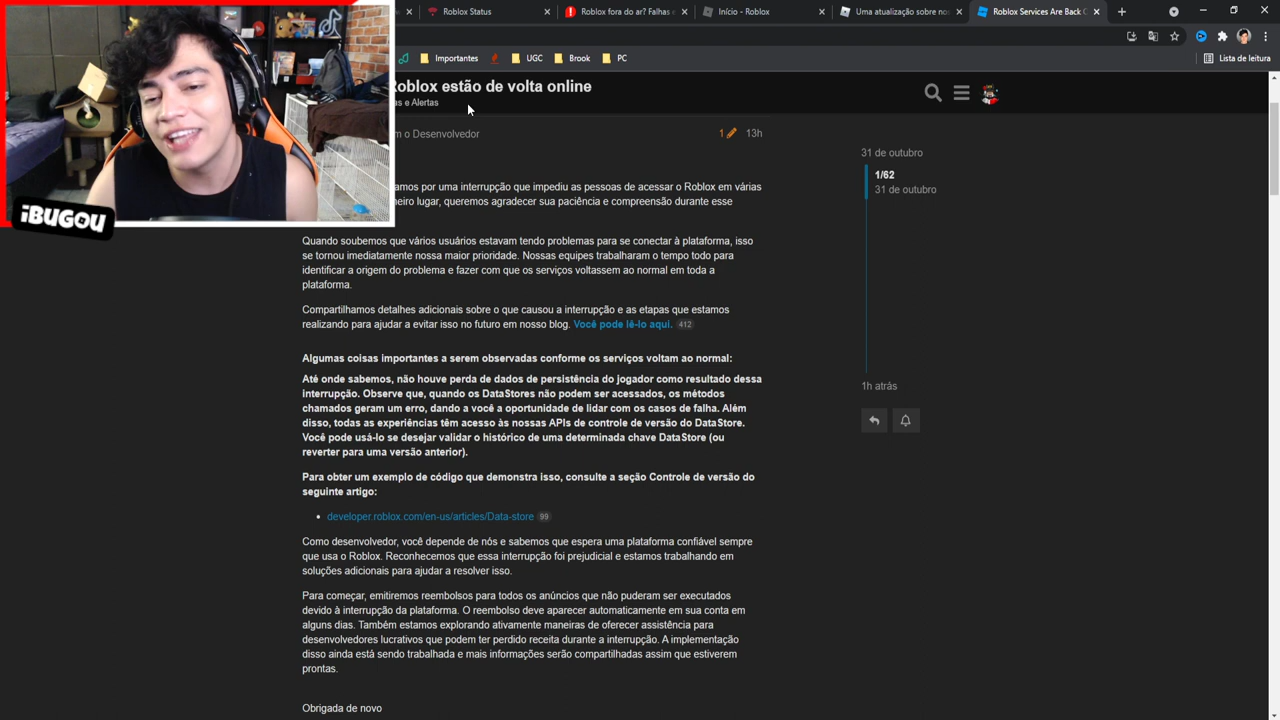 Roblox Status
Roblox fora do ar? Falhas e
Início - Roblox
Uma atualização sobre no
Roblox Services Are Back O
Importantes
UGC
Brook
PC
Lista de leitura
Roblox estão de volta online
as e Alertas
m o Desenvolvedor
1
13h
31 de outubro
1/62
31 de outubro
1h atrás
iBUGOU
amos por uma interrupção que impediu as pessoas de acessar o Roblox em várias
neiro lugar, queremos agradecer sua paciência e compreensão durante esse
Quando soubemos que vários usuários estavam tendo problemas para se conectar à plataforma, isso
se tornou imediatamente nossa maior prioridade. Nossas equipes trabalharam o tempo todo para
identificar a origem do problema e fazer com que os serviços voltassem ao normal em toda a
plataforma.
Compartilhamos detalhes adicionais sobre o que causou a interrupção e as etapas que estamos
realizando para ajudar a evitar isso no futuro em nosso blog. Você pode lê-lo aqui. 412
Algumas coisas importantes a serem observadas conforme os serviços voltam ao normal:
Até onde sabemos, não houve perda de dados de persistência do jogador como resultado dessa
interrupção. Observe que, quando os DataStores não podem ser acessados, os métodos
chamados geram um erro, dando a você a oportunidade de lidar com os casos de falha. Além
disso, todas as experiências têm acesso às nossas APIs de controle de versão do DataStore.
Você pode usá-lo se desejar validar o histórico de uma determinada chave DataStore (ou
reverter para uma versão anterior).
Para obter um exemplo de código que demonstra isso, consulte a seção Controle de versão do
seguinte artigo:
developer.roblox.com/en-us/articles/Data-store 99
Como desenvolvedor, você depende de nós e sabemos que espera uma plataforma confiável sempre
que usa o Roblox. Reconhecemos que essa interrupção foi prejudicial e estamos trabalhando em
soluções adicionais para ajudar a resolver isso.
Para começar, emitiremos reembolsos para todos os anúncios que não puderam ser executados
devido à interrupção da plataforma. O reembolso deve aparecer automaticamente em sua conta em
alguns dias. Também estamos explorando ativamente maneiras de oferecer assistência para
desenvolvedores lucrativos que podem ter perdido receita durante a interrupção. A implementação
disso ainda está sendo trabalhada e mais informações serão compartilhadas assim que estiverem
prontas.
Obrigada de novo